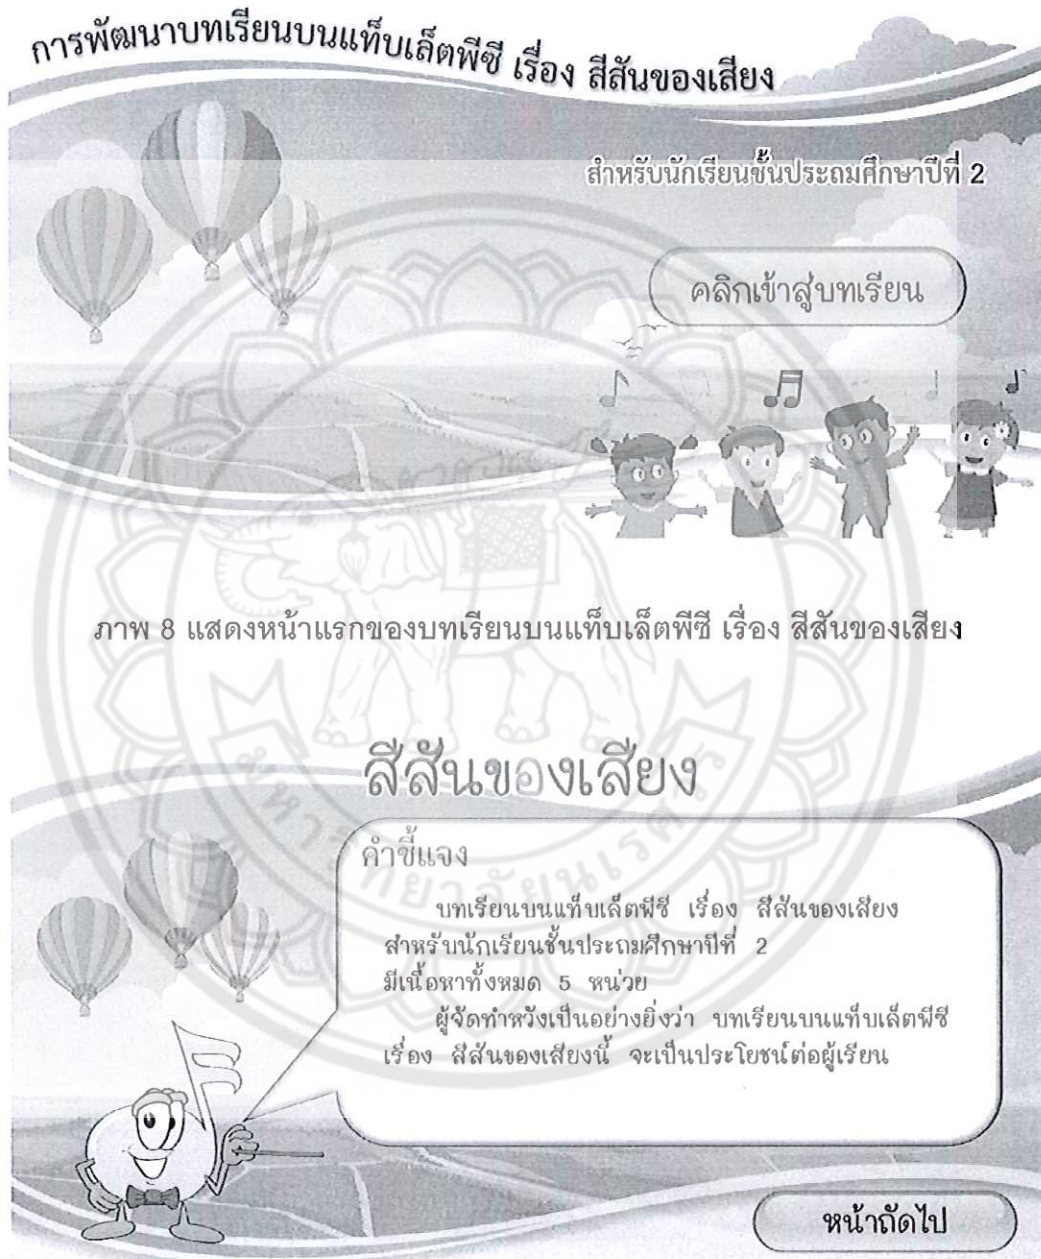 การพัฒนาบทเรียนบนแท็บเล็ตพีซี เรื่อง สีสันของเสียง
สำหรับนักเรียนชั้นประถมศึกษาปีที่ 2
คลิกเข้าสู่บทเรียน
ภาพ 8 แสดงหน้าแรกของบทเรียนบนแท็บเล็ตพีซี เรื่อง สีสันของเสียง
สีสันของเสียง
คำชี้แจง
บทเรียนบนแท็บเล็ตพีซี เรื่อง สีสันของเสียง
สำหรับนักเรียนชั้นประถมศึกษาปีที่ 2
มีเนื้อหาทั้งหมด 5 หน่วย
ผู้จัดทำหวังเป็นอย่างยิ่งว่า บทเรียนบนแท็บเล็ตพีซี
เรื่อง สีสันของเสียงนี้ จะเป็นประโยชน์ต่อผู้เรียน
หน้าถัดไป